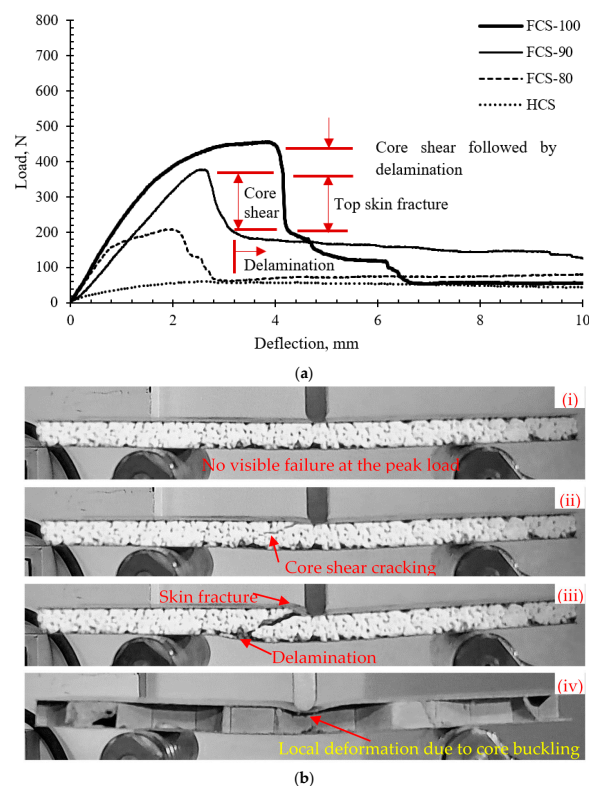 (a)
800
700
600
500
400
300
200
100
0
Load, N
0
2
4
6
8
10
Deflection, mm
FCS-100
FCS-90
FCS-80
HCS
Core shear followed by
delamination
Core
shear
Top skin fracture
Delamination
(a)
(i)
No visible failure at the peak load
(ii)
Core shear cracking
Skin fracture
(iii)
Delamination
(iv)
Local deformation due to core buckling
(b)